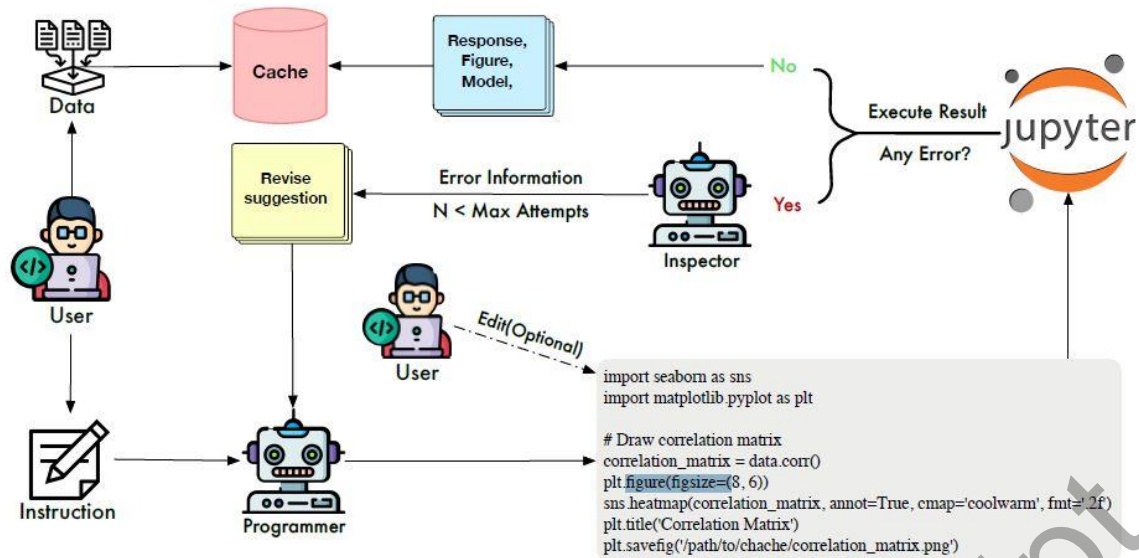 Data
Cache
Response,
Figure,
Model,
No
Execute Result
Any Error?
jupyter
Yes
Revise
suggestion
Error Information
N < Max Attempts
Inspector
User
</>
User
</>
Edit(Optional)
Instruction
Programmer
import seaborn as sns
import matplotlib.pyplot as plt
# Draw correlation matrix
correlation_matrix = data.corr()
plt.figure(figsize=(8, 6))
sns.heatmap(correlation_matrix, annot=True, cmap='coolwarm', fmt='.2f')
plt.title('Correlation Matrix')
plt.savefig('/path/to/chache/correlation_matrix.png')